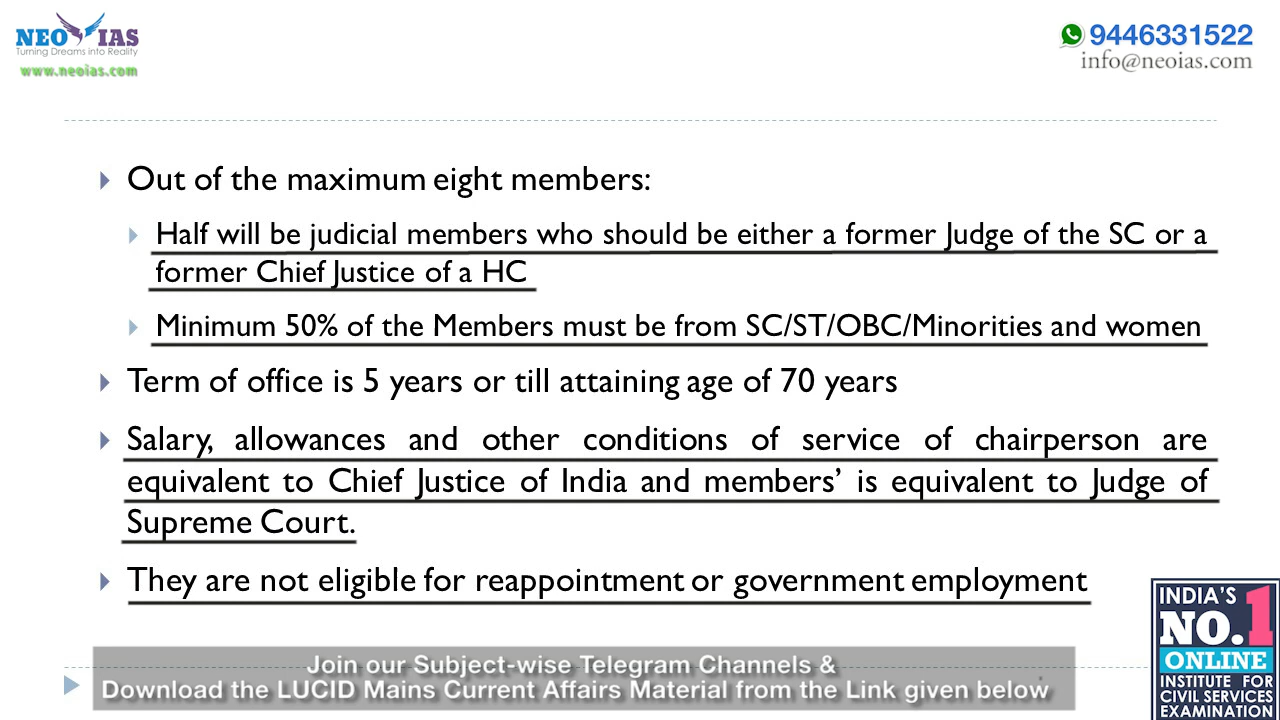 NEO IAS
Turning Dreams into Reality
www.neoias.com
9446331522
info@neoias.com
Out of the maximum eight members:
Half will be judicial members who should be either a former Judge of the SC or a
former Chief Justice of a HC
Minimum 50% of the Members must be from SC/ST/OBC/Minorities and women
Term of office is 5 years or till attaining age of 70 years
Salary, allowances and other conditions of service of chairperson are
equivalent to Chief Justice of India and members’ is equivalent to Judge of
Supreme Court.
They are not eligible for reappointment or government employment
Join our Subject-wise Telegram Channels &
Download the LUCID Mains Current Affairs Material from the Link given below
INDIA'S
NO.1
ONLINE
INSTITUTE FOR
CIVIL SERVICES
EXAMINATION